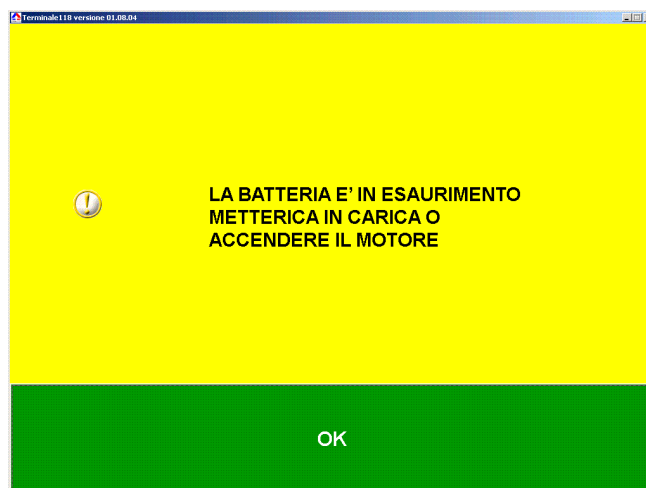 Terminale118 versione 01.08.04
LA BATTERIA E' IN ESAURIMENTO
METTERICA IN CARICA O
ACCENDERE IL MOTORE
OK